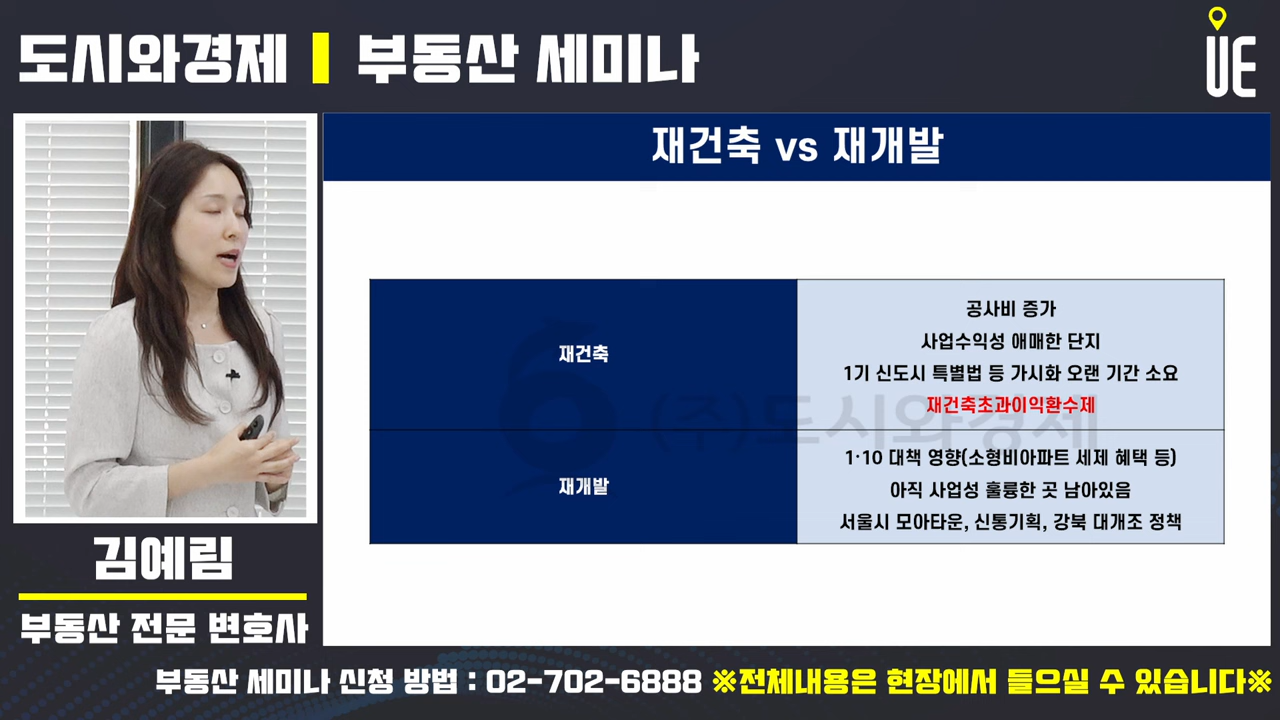 도시와경제 | 부동산 세미나
UE
재건축 vs 재개발
재건축
공사비 증가
사업수익성 애매한 단지
1기 신도시 특별법 등 가시화 오랜 기간 소요
재건축초과이익환수제
(주)도시와경제
재개발
1·10 대책 영향(소형비아파트 세제 혜택 등)
아직 사업성 훌륭한 곳 남아있음
서울시 모아타운, 신통기획, 강북 대개조 정책
김예림
부동산 전문 변호사
부동산 세미나 신청 방법 : 02-702-6888 ※전체내용은 현장에서 들으실 수 있습니다※